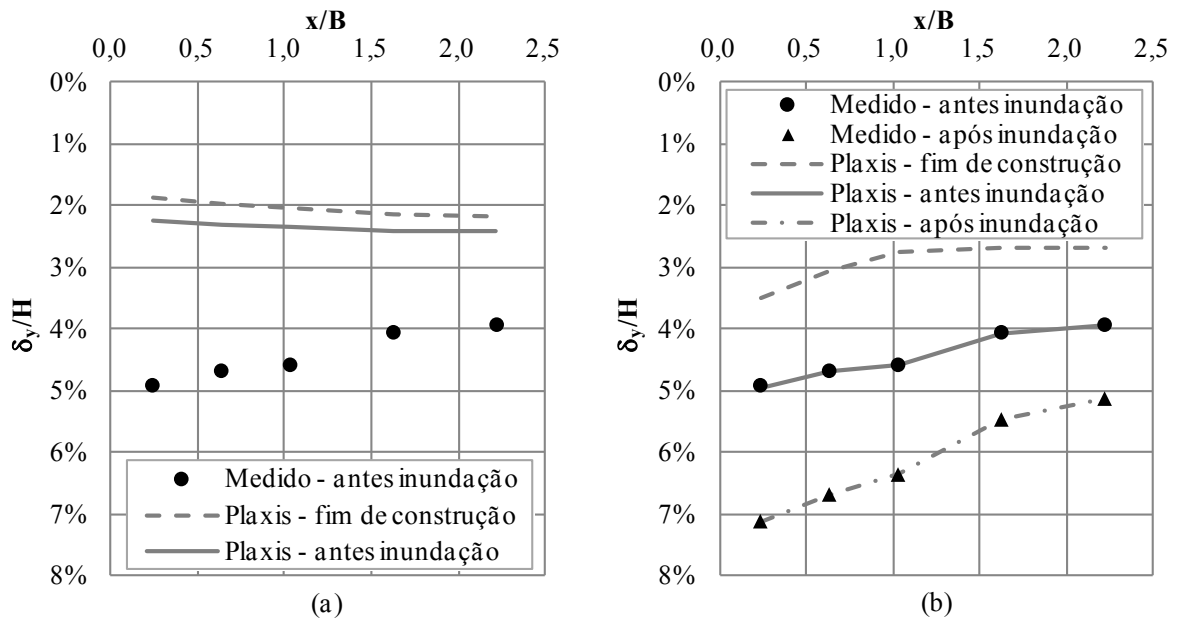 x/B
0,0 0,5 1,0 1,5 2,0 2,5
0%
1%
2%
3%
4%
5%
6%
7%
8%
δy/H
Medido - antes inundação
Plaxis - fim de construção
Plaxis - antes inundação
(a)
x/B
0,0 0,5 1,0 1,5 2,0 2,5
0%
1%
2%
3%
4%
5%
6%
7%
8%
δy/H
Medido - antes inundação
Medido - após inundação
Plaxis - fim de construção
Plaxis - antes inundação
Plaxis - após inundação
(b)